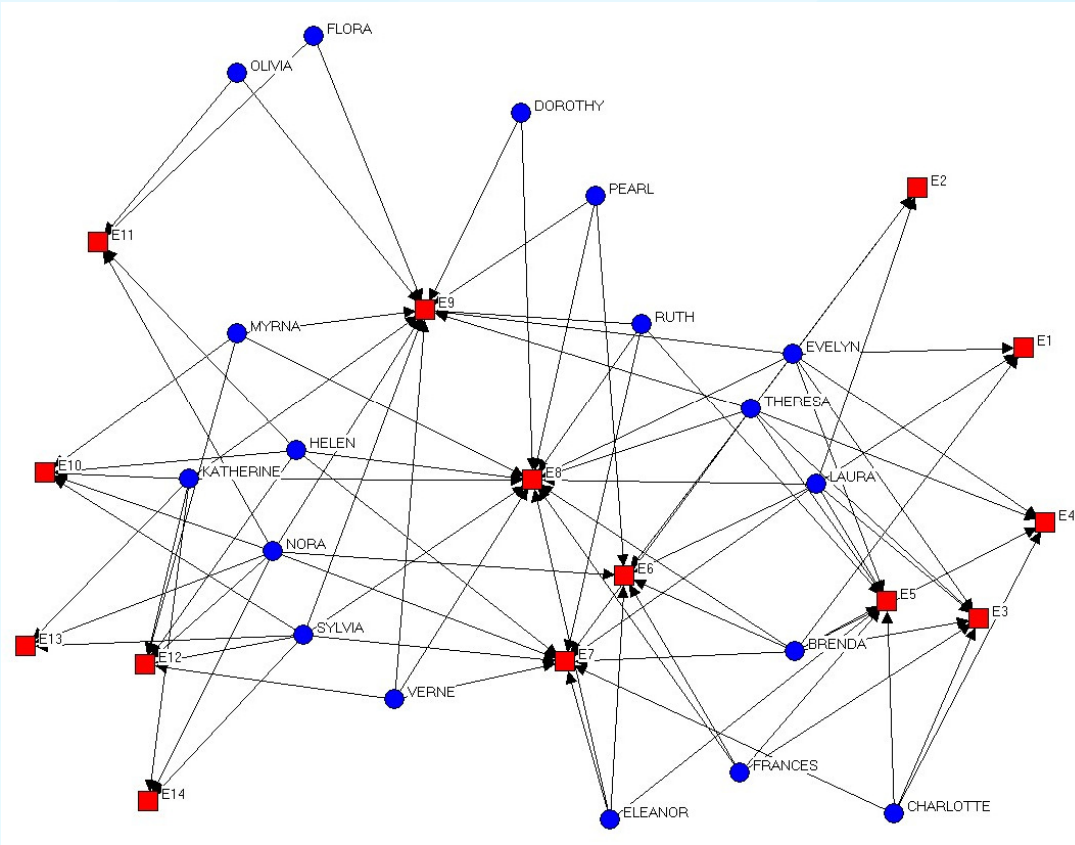 FLORA
OLIVIA
DOROTHY
E2
PEARL
E11
E9
RUTH
MYRNA
E1
EVELYN
THERESA
HELEN
E10
KATHERINE
E8
LAURA
E4
NORA
E6
E5
E3
SYLVIA
E13
BRENDA
E12
E7
VERNE
FRANCES
E14
CHARLOTTE
ELEANOR